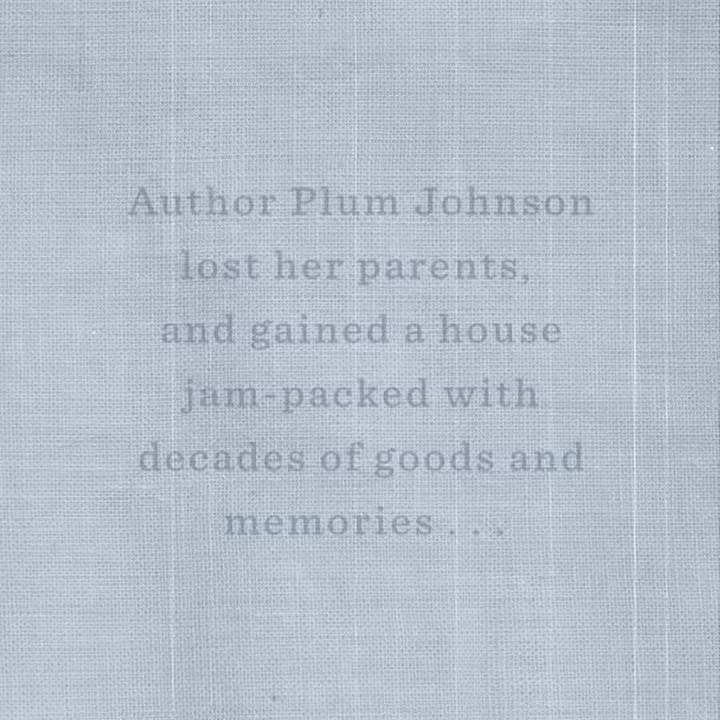 Author Plum Johnson
lost her parents,
and gained a house
jam-packed with
decades of goods and
memories . . .